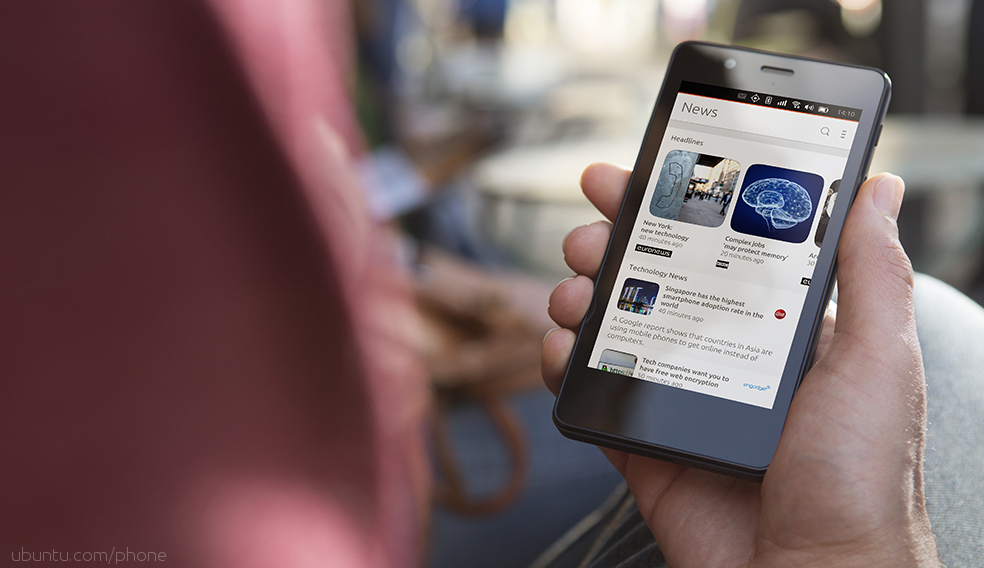 14:10
News
Headlines
New York:
new technology
40 minutes ago
euronews
Complex jobs
'may protect memory'
20 minutes ago
Technology News
Singapore has the highest
smartphone adoption rate in the
world
40 minutes ago
A Google report shows that countries in Asia are
using mobile phones to get online instead of
computers.
Tech companies want you to
have free web encryption
50 minutes ago
engadget
ubuntu.com/phone